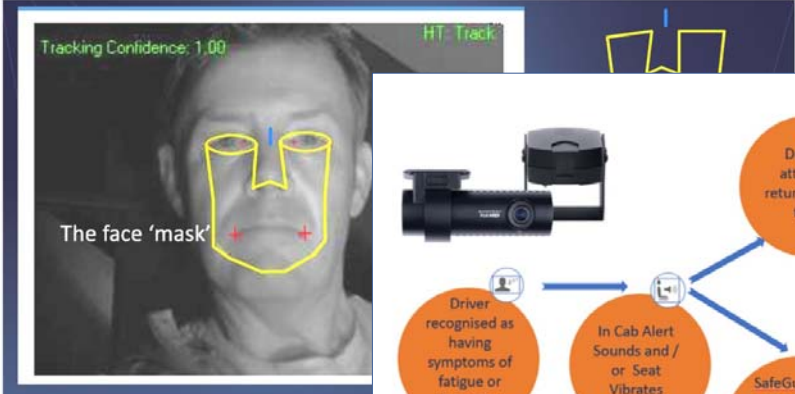 Tracking Confidence: 1.00
HT: Track
The face 'mask'
Driver
recognised as
having
symptoms of
fatigue or
In Cab Alert
Sounds and /
or Seat
Vibrates